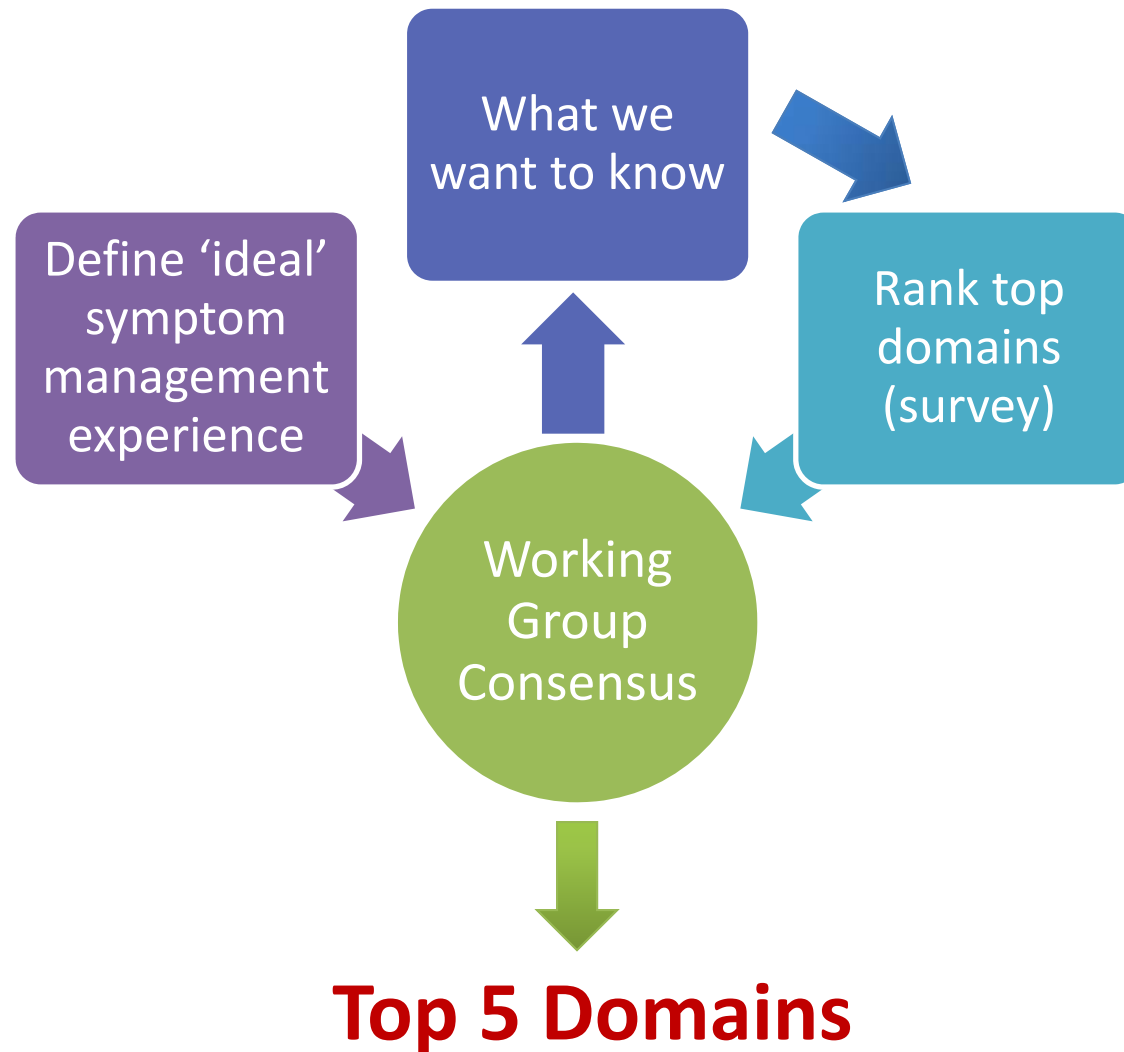 What we
want to know
Define ‘ideal’
symptom
management
experience
Rank top
domains
(survey)
Working
Group
Consensus
Top 5 Domains